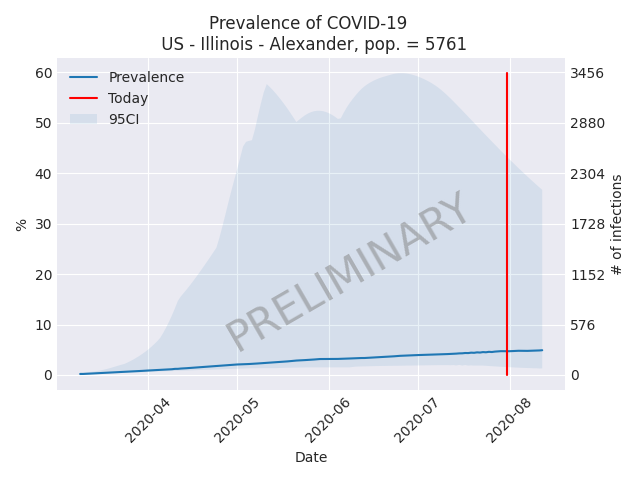 Prevalence of COVID-19
US - Illinois - Alexander, pop. = 5761
Prevalence
Today
95CI
60
50
40
30
20
10
0
%
3456
2880
2304
1728
1152
576
0
# of infections
PRELIMINARY
2020-04
2020-05
2020-06
2020-07
2020-08
Date